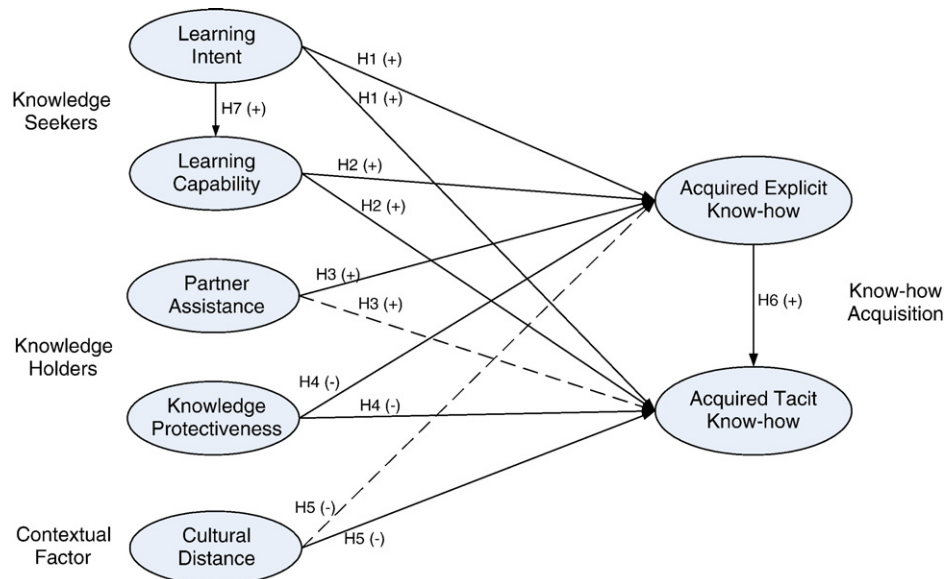 Learning
Intent
H1 (+)
H1 (+)
Knowledge
Seekers
H7 (+)
Learning
Capability
H2 (+)
H2 (+)
Acquired Explicit
Know-how
Partner
Assistance
H3 (+)
H3 (+)
H6 (+)
Know-how
Acquisition
Knowledge
Holders
Knowledge
Protectiveness
H4 (-)
H4 (-)
Acquired Tacit
Know-how
Contextual
Factor
Cultural
Distance
H5 (-)
H5 (-)